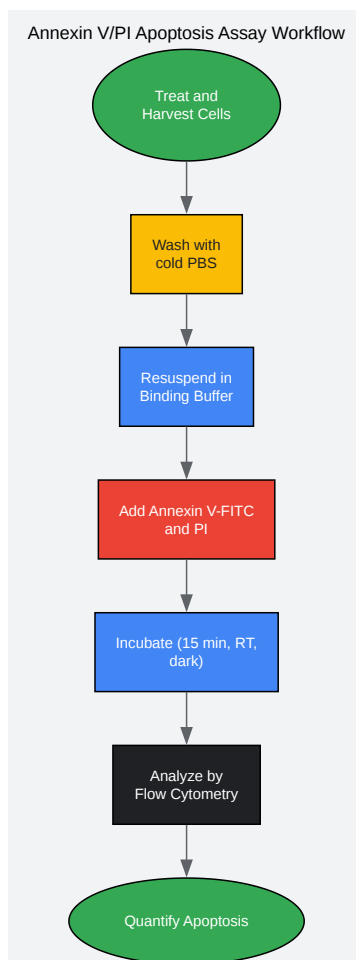 Annexin V/PI Apoptosis Assay Workflow
Treat and
Harvest Cells
Wash with
cold PBS
Resuspend in
Binding Buffer
Add Annexin V-FITC
and PI
Incubate (15 min, RT,
dark)
Analyze by
Flow Cytometry
Quantify Apoptosis